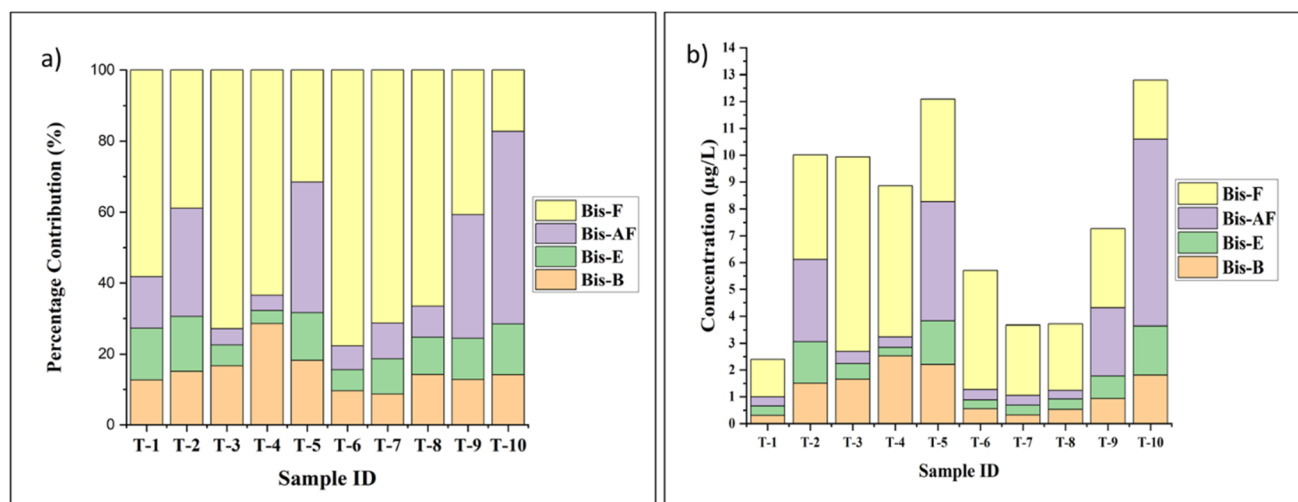 a)
Percentage Contribution (%)
100
80
60
40
20
0
T-1 T-2 T-3 T-4 T-5 T-6 T-7 T-8 T-9 T-10
Sample ID
Bis-F
Bis-AF
Bis-E
Bis-B
b)
Concentration (µg/L)
14
13
12
11
10
9
8
7
6
5
4
3
2
1
0
T-1 T-2 T-3 T-4 T-5 T-6 T-7 T-8 T-9 T-10
Sample ID
Bis-F
Bis-AF
Bis-E
Bis-B